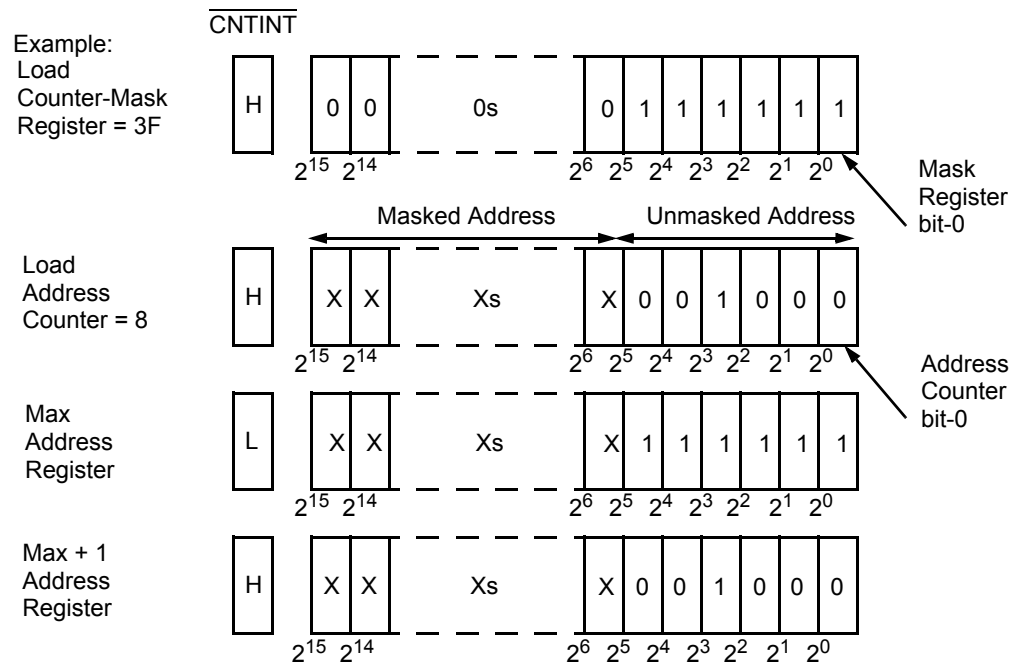 CNTINT
Example:
Load
Counter-Mask
Register = 3F
H
0 0 0s 0 1 1 1 1 1 1
2^15 2^14 2^6 2^5 2^4 2^3 2^2 2^1 2^0
Mask
Register
bit-0
Masked Address Unmasked Address
Load
Address
Counter = 8
H
X X Xs X 0 0 1 0 0 0
2^15 2^14 2^6 2^5 2^4 2^3 2^2 2^1 2^0
Address
Counter
bit-0
Max
Address
Register
L
X X Xs X 1 1 1 1 1 1
2^15 2^14 2^6 2^5 2^4 2^3 2^2 2^1 2^0
Max + 1
Address
Register
H
X X Xs X 0 0 1 0 0 0
2^15 2^14 2^6 2^5 2^4 2^3 2^2 2^1 2^0